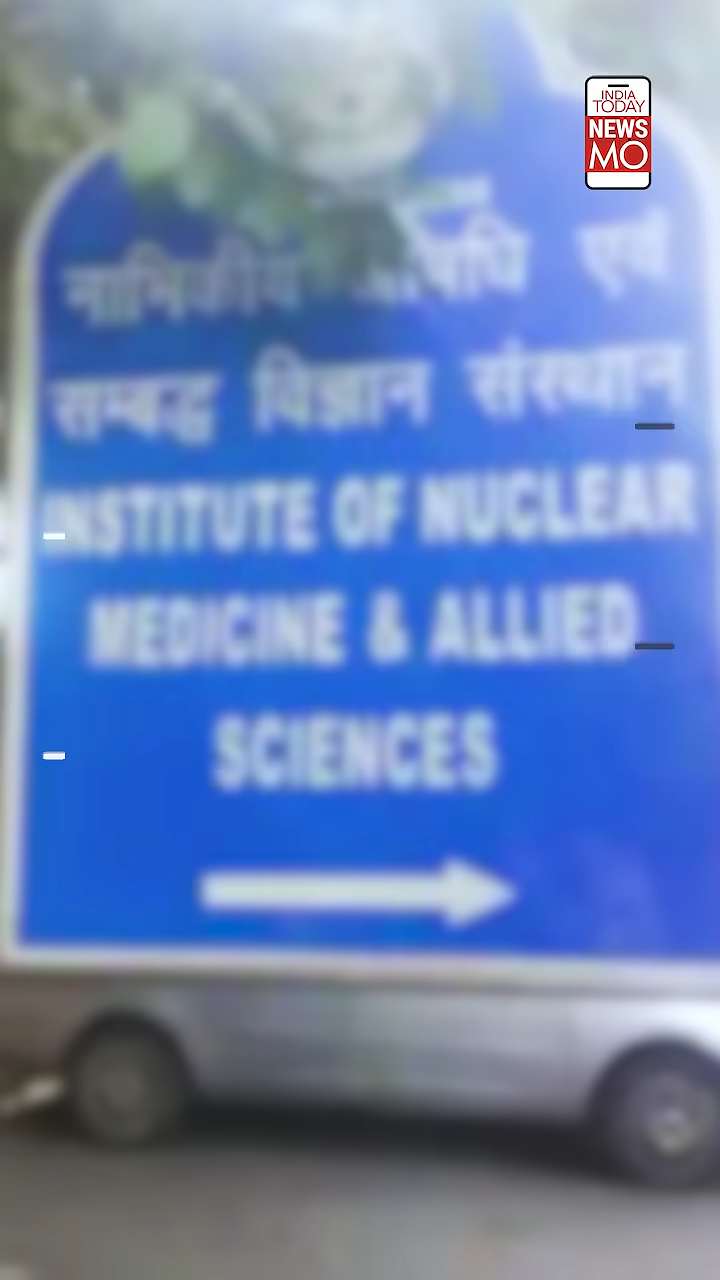 INDIA
TODAY
NEWS
MO
नाभिकीय एवं
सम्बद्ध विज्ञान संस्थान
INSTITUTE OF NUCLEAR
MEDICINE & ALLIED
SCIENCES